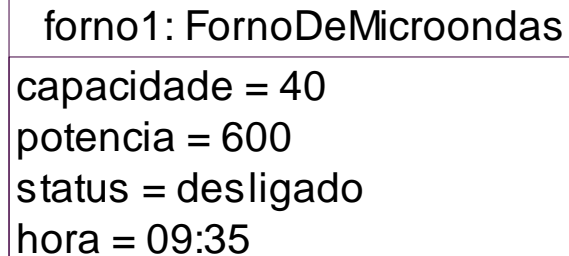 forno1: FornoDeMicroondas
capacidade = 40
potencia = 600
status = desligado
hora = 09:35